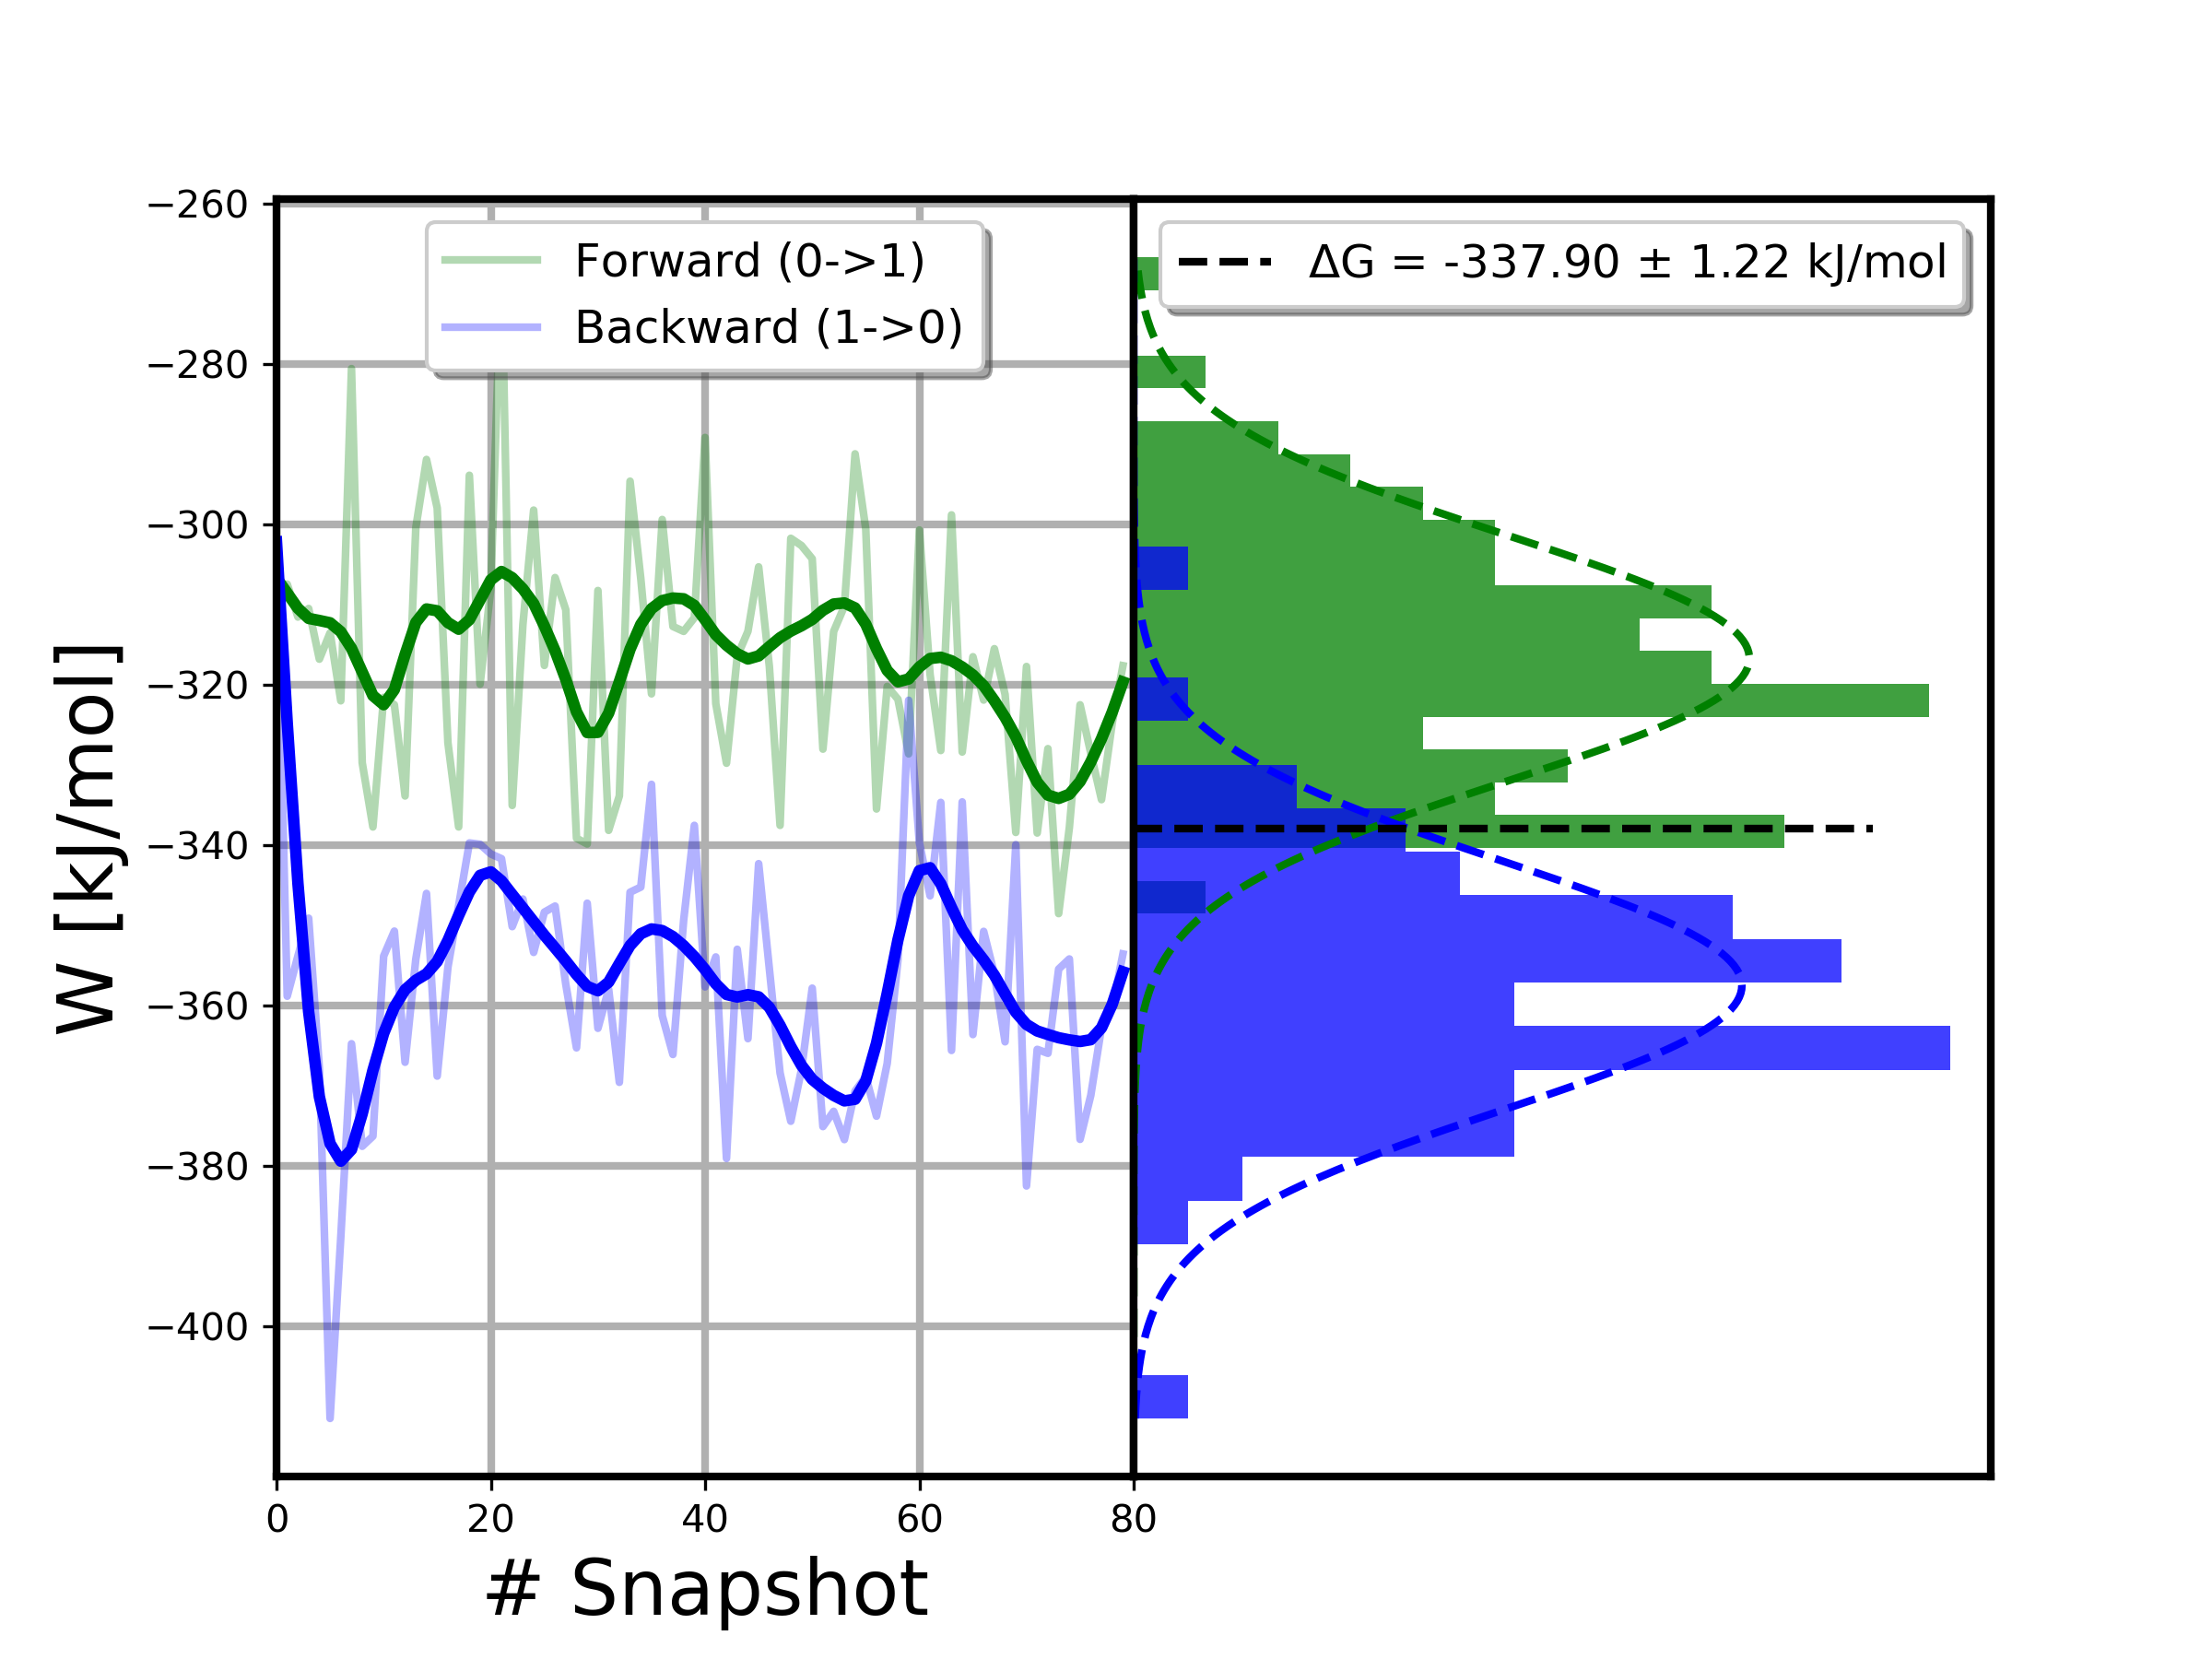 W [kJ/mol]
−260
−280
−300
−320
−340
−360
−380
−400
Forward (0->1)
Backward (1->0)
ΔG = -337.90 ± 1.22 kJ/mol
0 20 40 60 80
# Snapshot